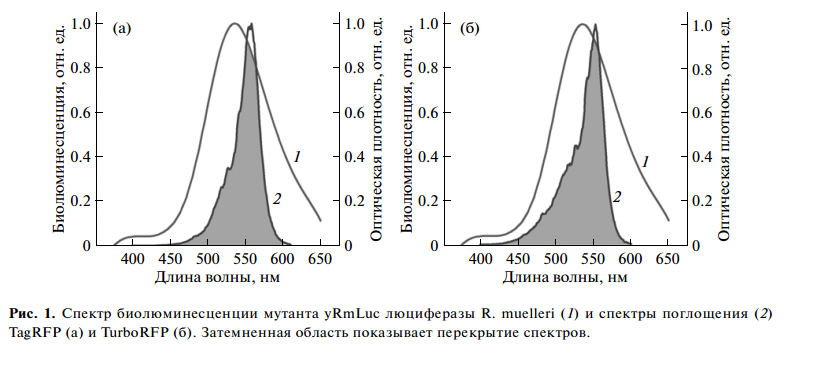 1.0
0.8
0.6
0.4
0.2
0
Биолюминесценция, отн. ед.
(а)
1
2
400 450 500 550 600 650
Длина волны, нм
1.0
0.8
0.6
0.4
0.2
0
Оптическая плотность, отн. ед.
1.0
0.8
0.6
0.4
0.2
0
Биолюминесценция, отн. ед.
(б)
1
2
400 450 500 550 600 650
Длина волны, нм
1.0
0.8
0.6
0.4
0.2
0
Оптическая плотность, отн. ед.
Рис. 1. Спектр биолюминесценции мутанта yRmLuc люциферазы R. muelleri (1) и спектры поглощения (2)
TagRFP (а) и TurboRFP (б). Затемненная область показывает перекрытие спектров.